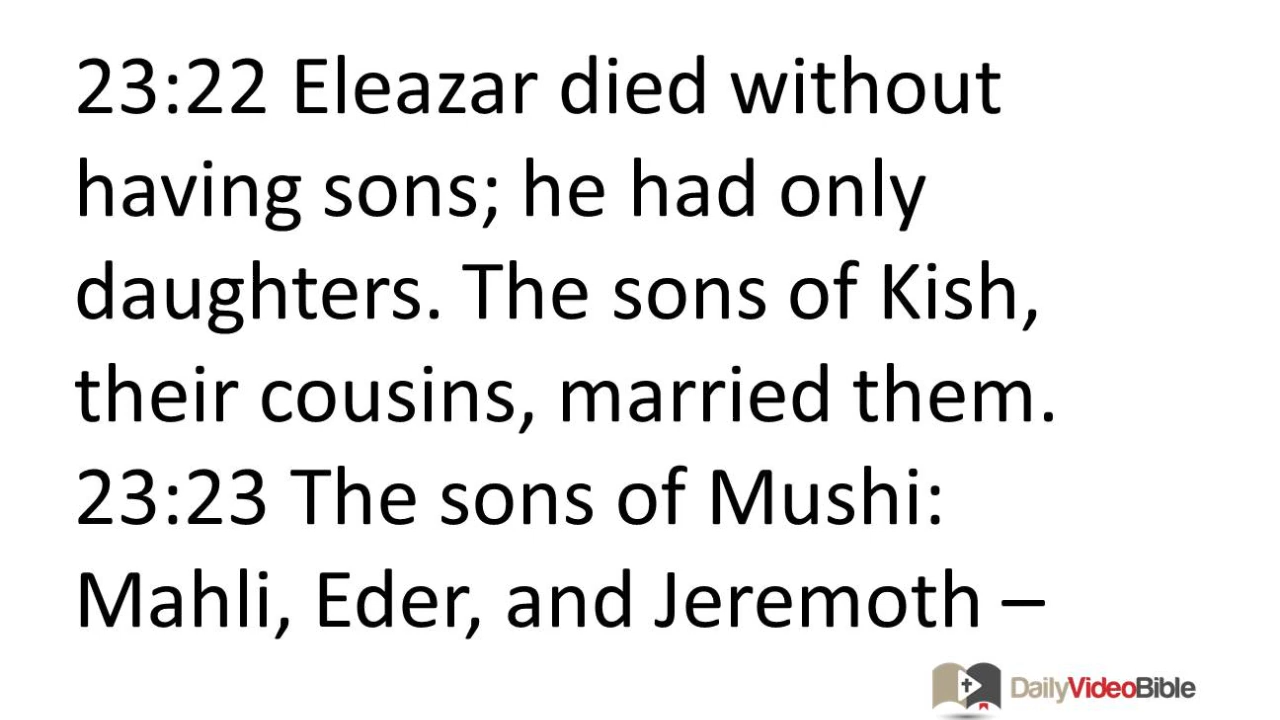 23:22 Eleazar died without
having sons; he had only
daughters. The sons of Kish,
their cousins, married them.
23:23 The sons of Mushi:
Mahli, Eder, and Jeremoth –
DailyVideoBible